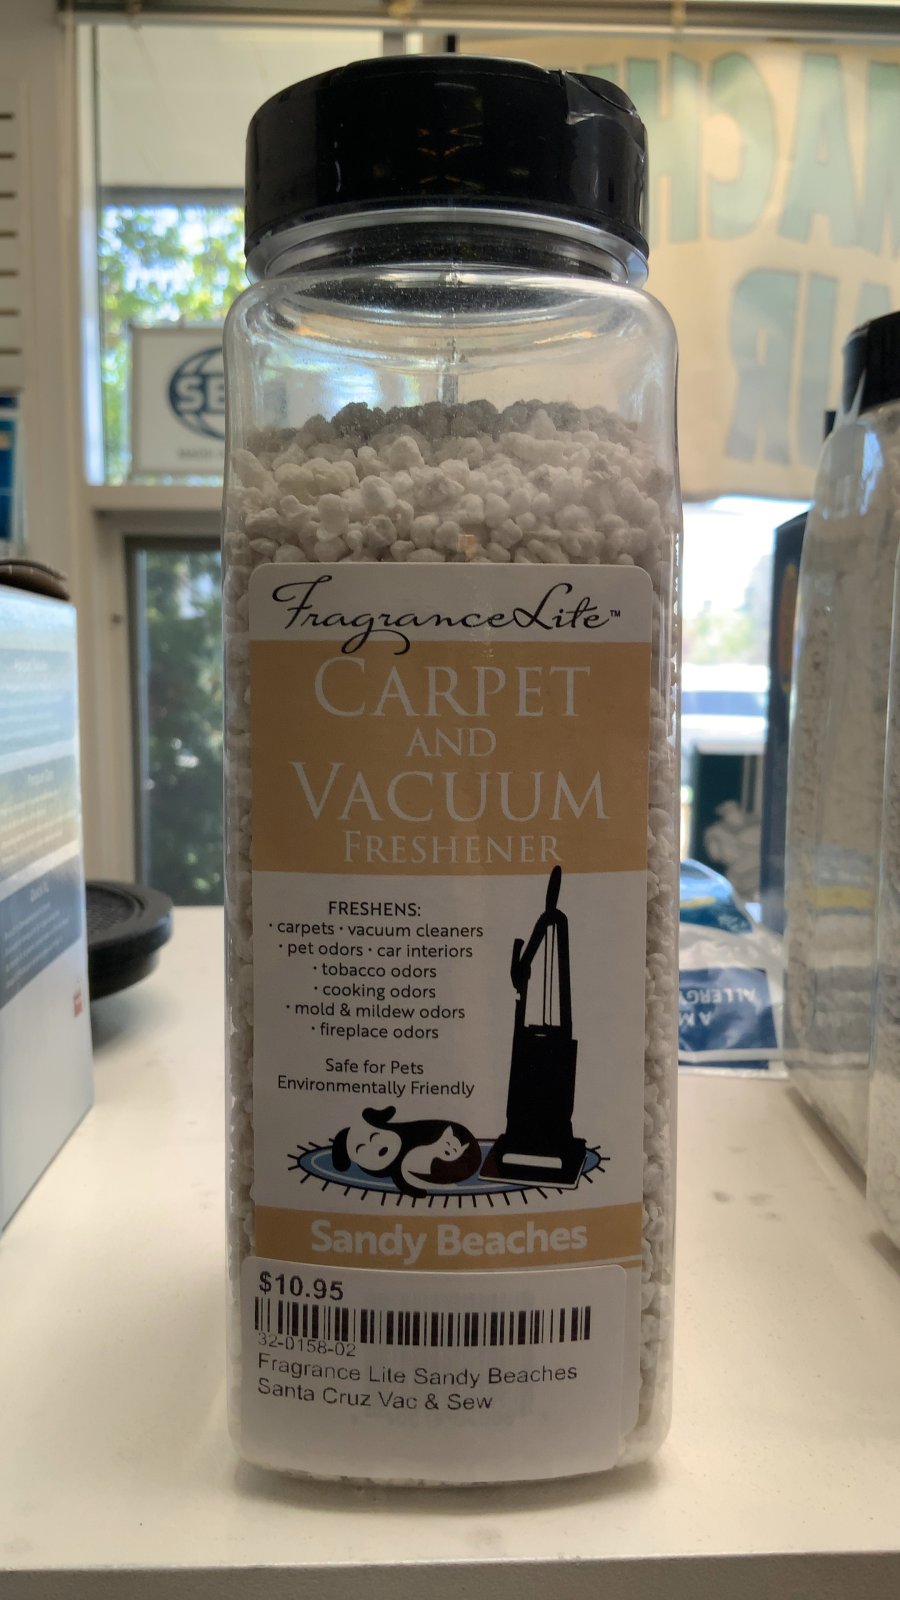 FragranceLite™
CARPET
AND
VACUUM
FRESHENER
FRESHENS:
· carpets · vacuum cleaners
· pet odors · car interiors
· tobacco odors
· cooking odors
· mold & mildew odors
· fireplace odors
Safe for Pets
Environmentally Friendly
Sandy Beaches
$10.95
32-0158-02
Fragrance Lite Sandy Beaches
Santa Cruz Vac & Sew
ALLERGY